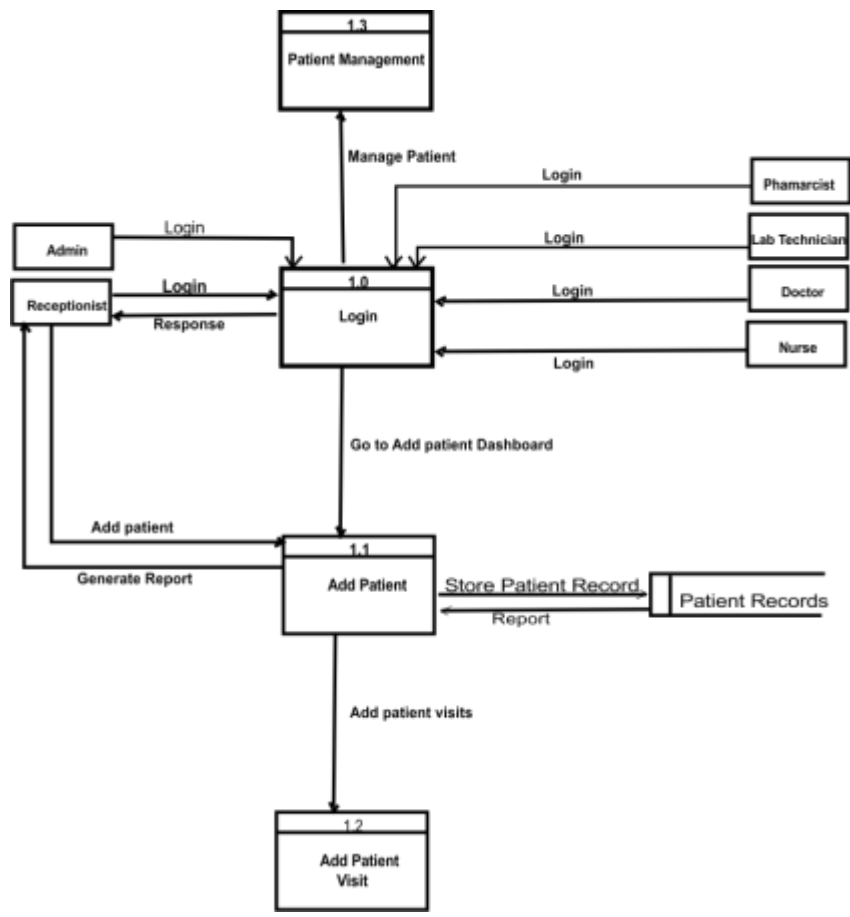 1.3
Patient Management
Manage Patient
Login
Phamarcist
Login
Admin
Login
Lab Technician
1.0
Login
Login
Receptionist
Response
Login
Doctor
Login
Nurse
Go to Add patient Dashboard
Add patient
Generate Report
1.1
Add Patient
Store Patient Record
Patient Records
Report
Add patient visits
1.2
Add Patient
Visit